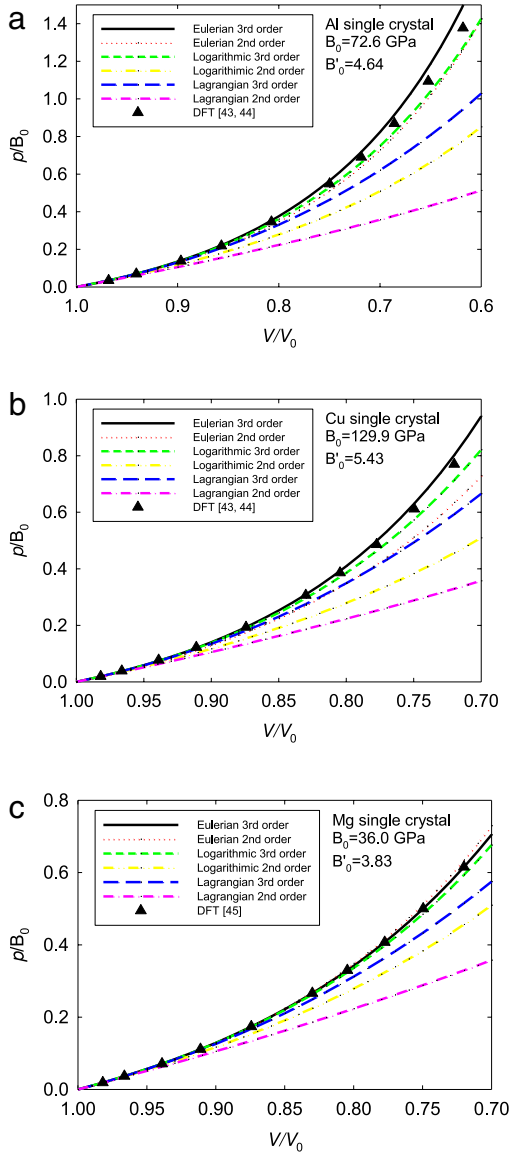 a
Al single crystal
B₀=72.6 GPa
B'₀=4.64
Eulerian 3rd order
Eulerian 2nd order
Logarithmic 3rd order
Logarithimic 2nd order
Lagrangian 3rd order
Lagrangian 2nd order
DFT [43, 44]
p/B₀
1.4
1.2
1.0
0.8
0.6
0.4
0.2
0.0
1.0 0.9 0.8 0.7 0.6
V/V₀
b
Cu single crystal
B₀=129.9 GPa
B'₀=5.43
Eulerian 3rd order
Eulerian 2nd order
Logarithmic 3rd order
Logarithimic 2nd order
Lagrangian 3rd order
Lagrangian 2nd order
DFT [43, 44]
p/B₀
1.0
0.8
0.6
0.4
0.2
0.0
1.00 0.95 0.90 0.85 0.80 0.75 0.70
V/V₀
c
Mg single crystal
B₀=36.0 GPa
B'₀=3.83
Eulerian 3rd order
Eulerian 2nd order
Logarithmic 3rd order
Logarithimic 2nd order
Lagrangian 3rd order
Lagrangian 2nd order
DFT [45]
p/B₀
0.8
0.6
0.4
0.2
0.0
1.00 0.95 0.90 0.85 0.80 0.75 0.70
V/V₀